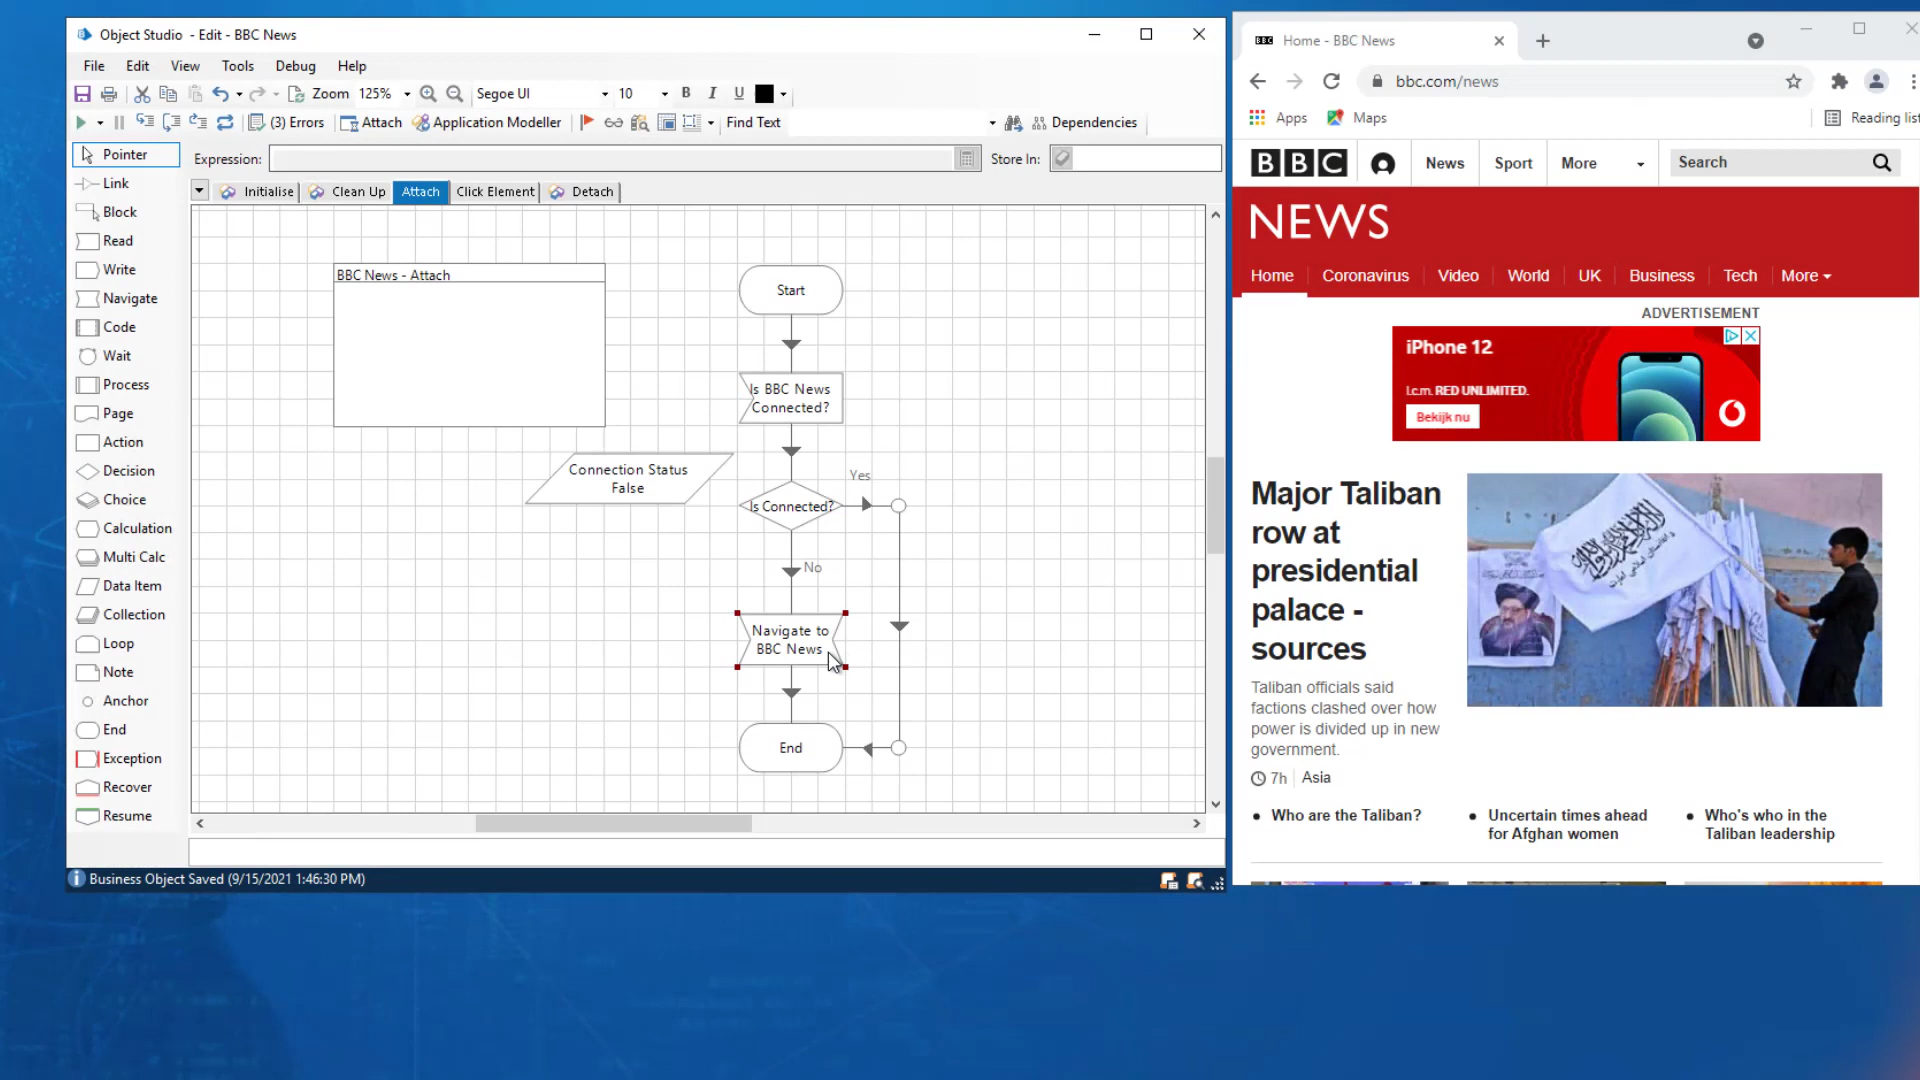 Object Studio - Edit - BBC News
File Edit View Tools Debug Help
Zoom 125% Segoe UI 10 B I U
(3) Errors Attach Application Modeller Find Text Dependencies
Pointer
Link
Block
Read
Write
Navigate
Code
Wait
Process
Page
Action
Decision
Choice
Calculation
Multi Calc
Data Item
Collection
Loop
Note
Anchor
End
Exception
Recover
Resume
Expression: Store In:
Initialise Clean Up Attach Click Element Detach
BBC News - Attach
Start
Is BBC News
Connected?
Connection Status
False
Yes
Is Connected?
No
Navigate to
BBC News
End
Business Object Saved (9/15/2021 1:46:30 PM)
BBC Home - BBC News
bbc.com/news
Apps Maps Reading list
BBC News Sport More Search
NEWS
Home Coronavirus Video World UK Business Tech More
ADVERTISEMENT
iPhone 12
I.c.m. RED UNLIMITED.
Bekijk nu
Major Taliban
row at
presidential
palace -
sources
Taliban officials said
factions clashed over how
power is divided up in new
government.
7h Asia
Who are the Taliban?
Uncertain times ahead
for Afghan women
Who's who in the
Taliban leadership